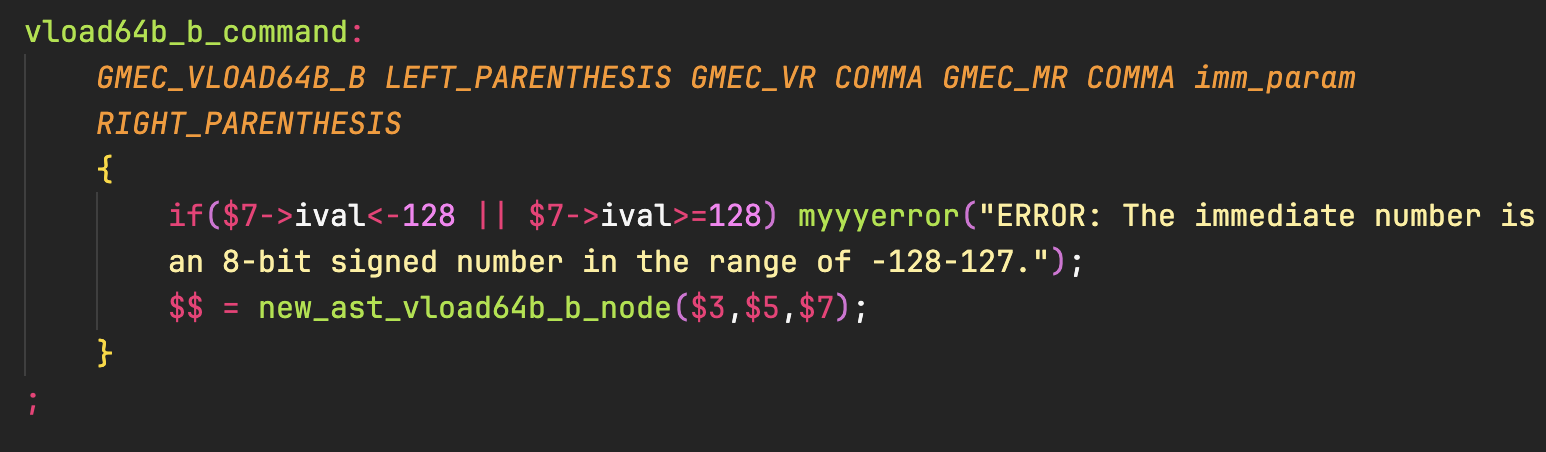 vload64b_b_command:
GMEC_VLOAD64B_B LEFT_PARENTHESIS GMEC_VR COMMA GMEC_MR COMMA imm_param
RIGHT_PARENTHESIS
{
if($7->ival<-128 || $7->ival>=128) myyyerror("ERROR: The immediate number is
an 8-bit signed number in the range of -128-127.");
$$ = new_ast_vload64b_b_node($3,$5,$7);
}
;